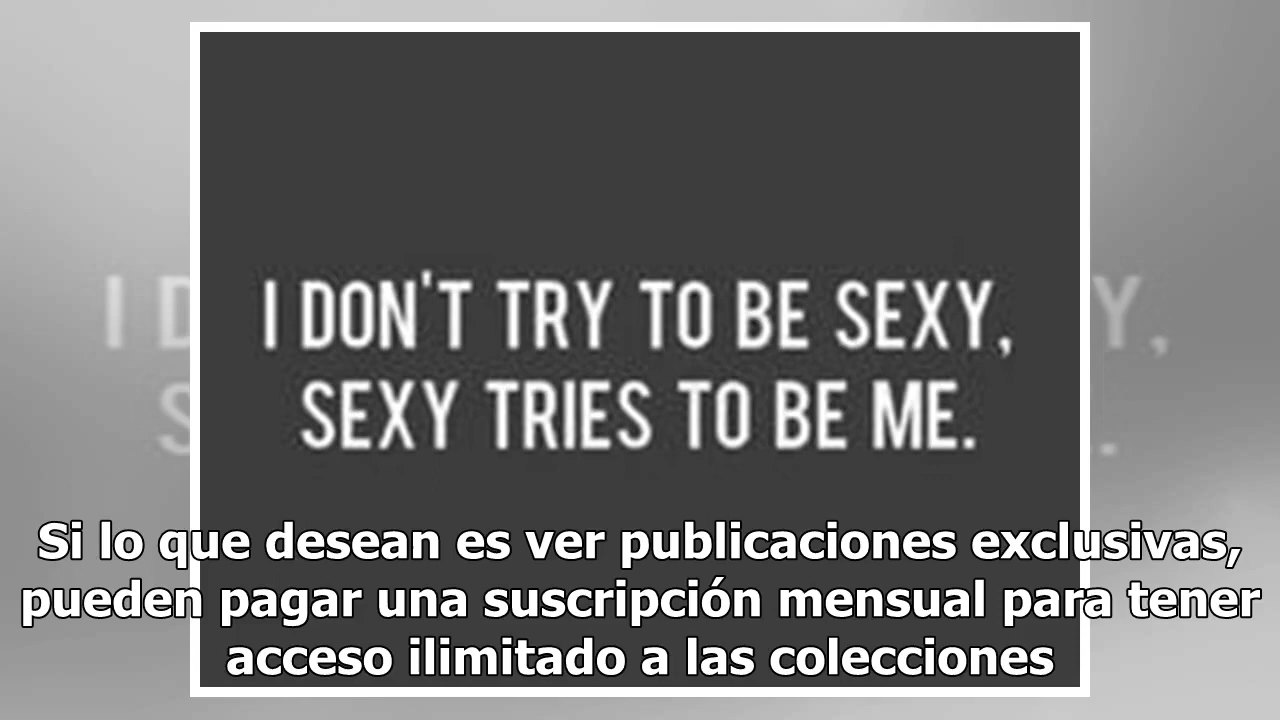 I DON'T TRY TO BE SEXY,
SEXY TRIES TO BE ME.
Si lo que desean es ver publicaciones exclusivas,
pueden pagar una suscripción mensual para tener
acceso ilimitado a las colecciones